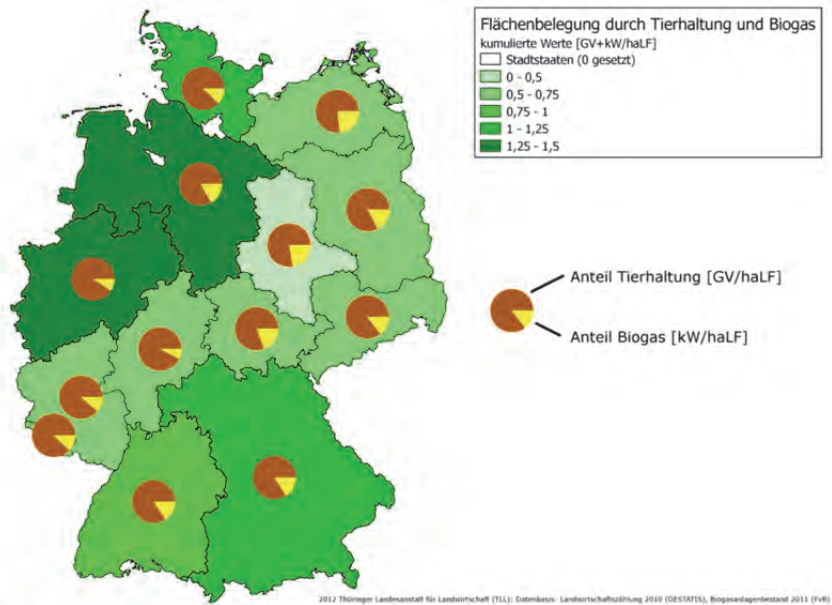 Flächenbelegung durch Tierhaltung und Biogas
kumulierte Werte [GV+kW/haLF]
Stadtstaaten (0 gesetzt)
0 - 0,5
0,5 - 0,75
0,75 - 1
1 - 1,25
1,25 - 1,5
Anteil Tierhaltung [GV/haLF]
Anteil Biogas [kW/haLF]
2012 Thüringer Landesanstalt für Landwirtschaft (TLL); Datenbasis: Landwirtschaftszählung 2010 (DESTATIS), Biogasanlagenbestand 2011 (FvB)